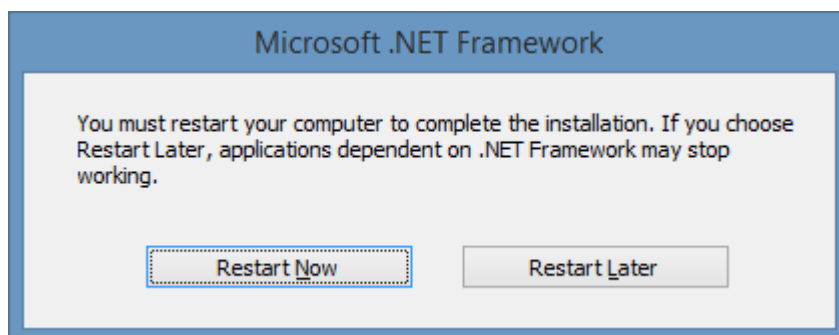 Microsoft .NET Framework
You must restart your computer to complete the installation. If you choose
Restart Later, applications dependent on .NET Framework may stop
working.
Restart Now
Restart Later